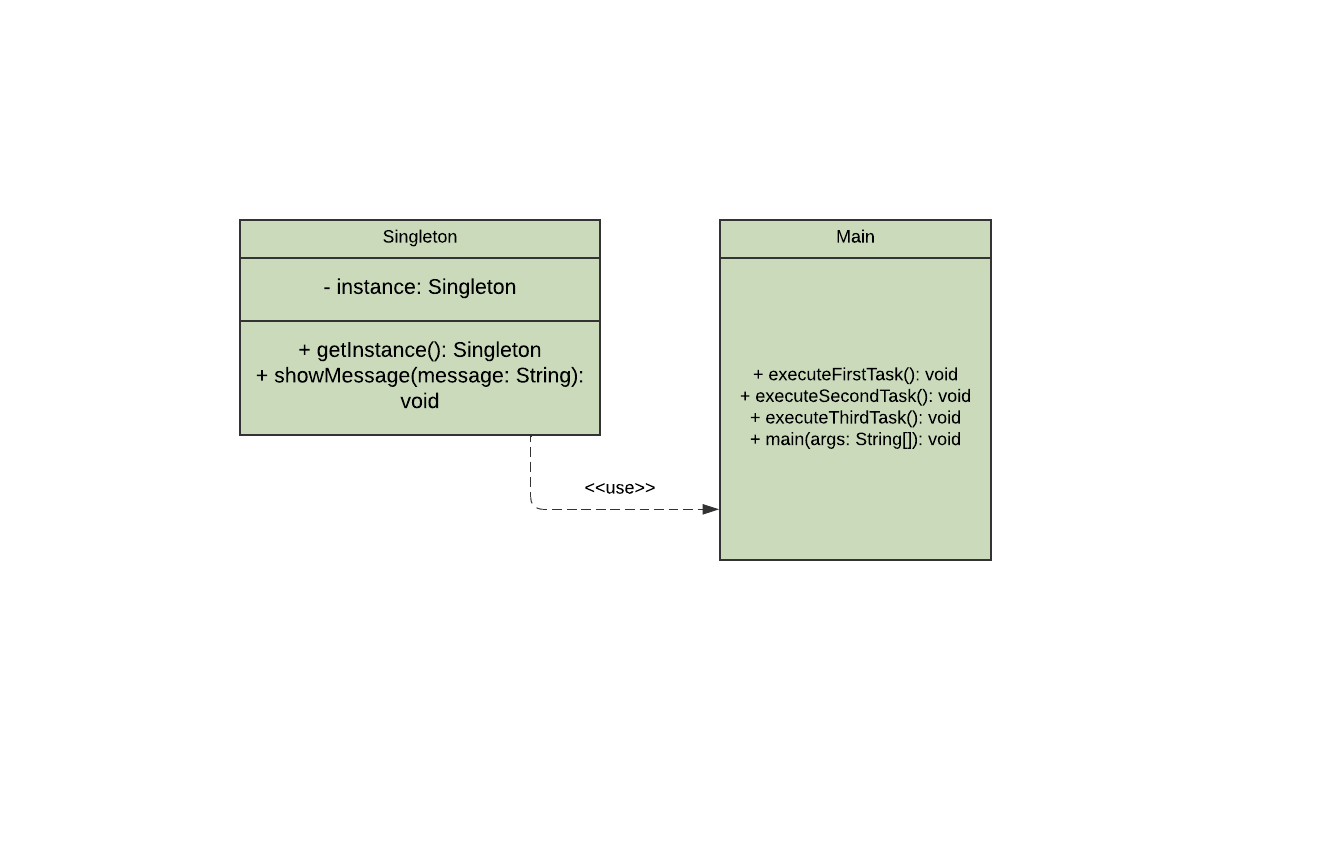 Singleton
- instance: Singleton
+ getInstance(): Singleton
+ showMessage(message: String):
void
<<use>>
Main
+ executeFirstTask(): void
+ executeSecondTask(): void
+ executeThirdTask(): void
+ main(args: String[]): void